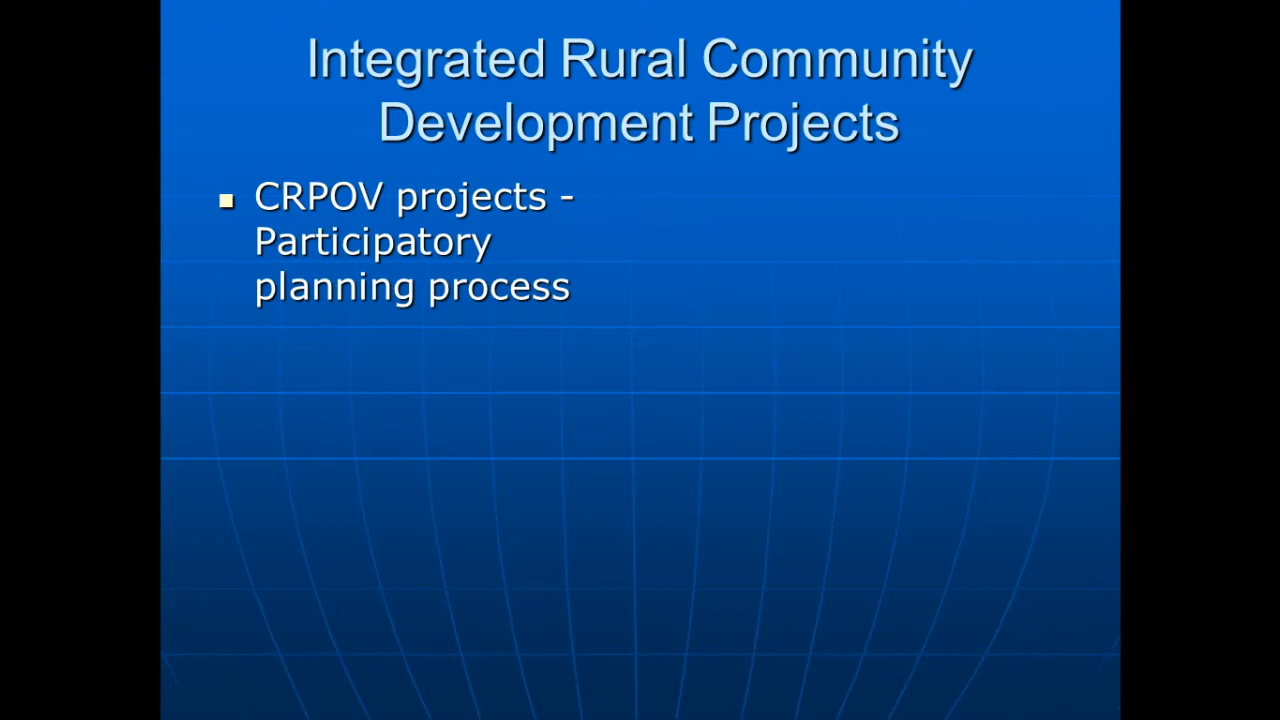 Integrated Rural Community
Development Projects
CRPOV projects -
Participatory
planning process